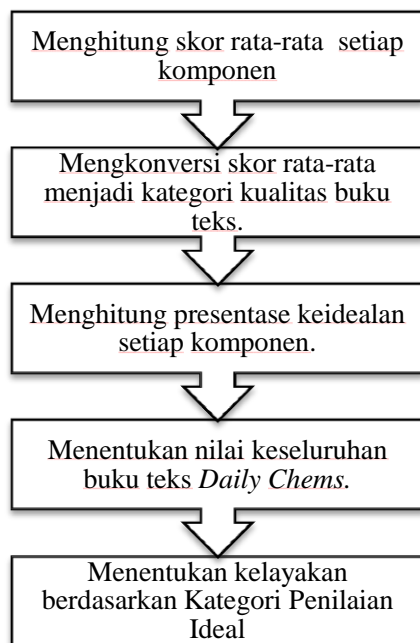 Menghitung skor rata-rata setiap
komponen
Mengkonversi skor rata-rata
menjadi kategori kualitas buku
teks.
Menghitung presentase keidealan
setiap komponen.
Menentukan nilai keseluruhan
buku teks Daily Chems.
Menentukan kelayakan
berdasarkan Kategori Penilaian
Ideal